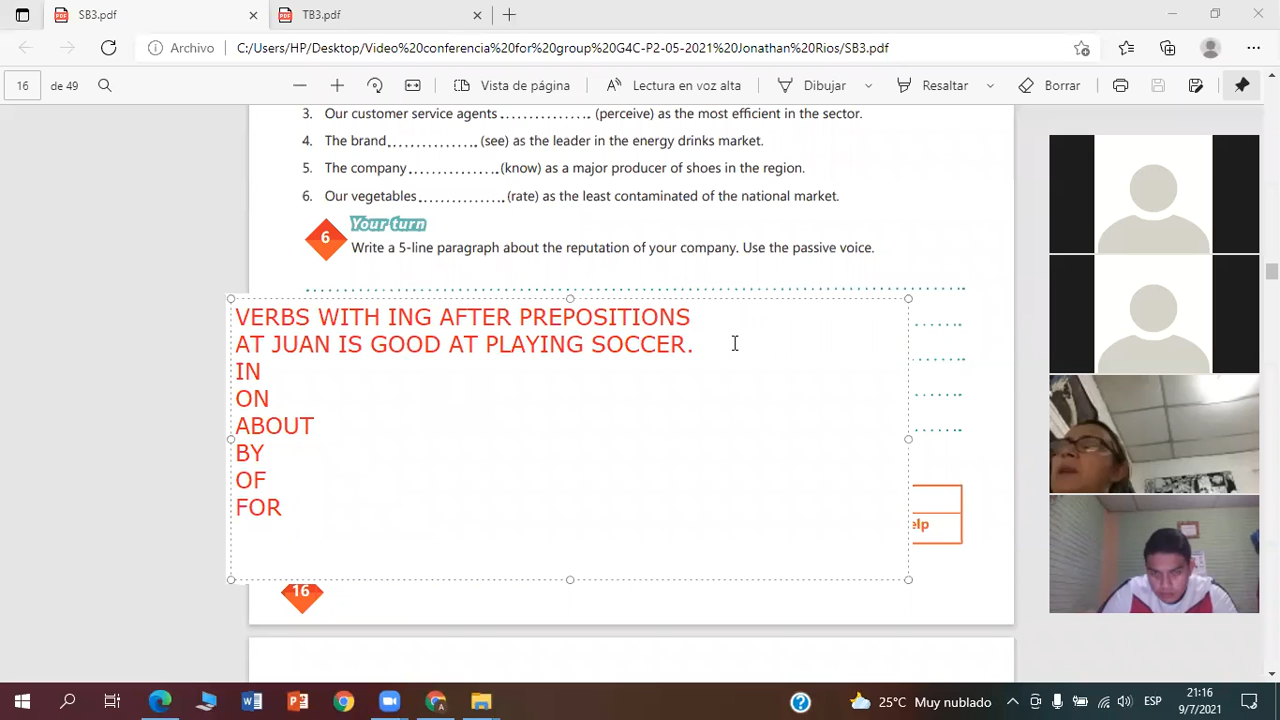 SB3.pdf
TB3.pdf
Archivo
C:/Users/HP/Desktop/Video%20conferencia%20for%20group%20G4C-P2-05-2021%20Jonathan%20Rios/SB3.pdf
16
de 49
Vista de página
Lectura en voz alta
Dibujar
Resaltar
Borrar
3. Our customer service agents .............. (perceive) as the most efficient in the sector.
4. The brand .............. (see) as the leader in the energy drinks market.
5. The company .............. (know) as a major producer of shoes in the region.
6. Our vegetables .............. (rate) as the least contaminated of the national market.
Your turn
6
Write a 5-line paragraph about the reputation of your company. Use the passive voice.
VERBS WITH ING AFTER PREPOSITIONS
AT JUAN IS GOOD AT PLAYING SOCCER.
IN
ON
ABOUT
BY
OF
FOR
elp
16
25°C Muy nublado
ESP
21:16
9/7/2021